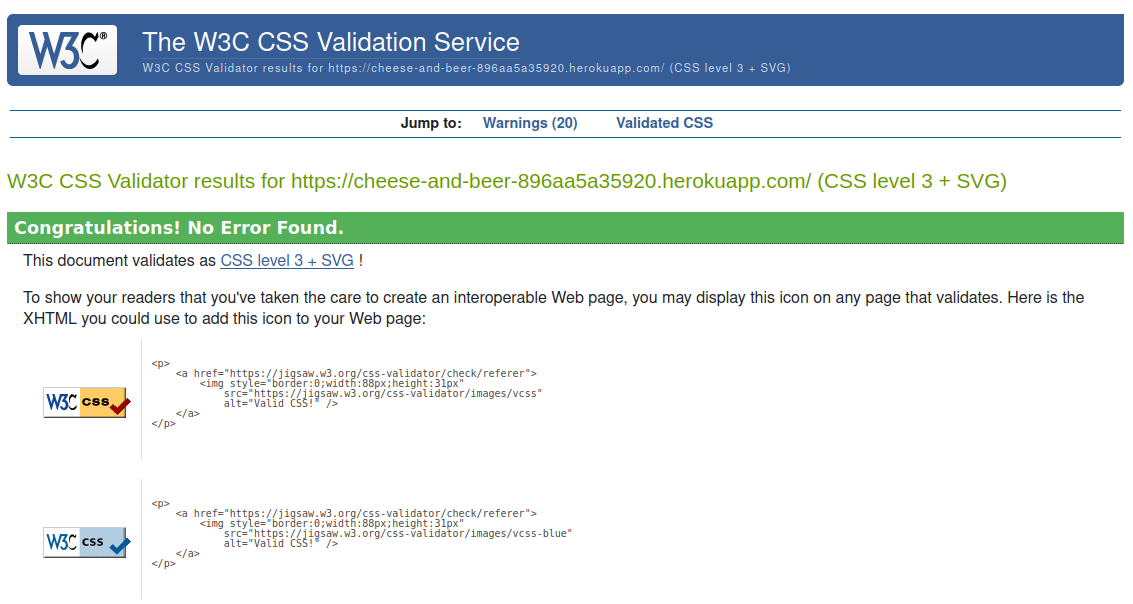 W3C®
The W3C CSS Validation Service
W3C CSS Validator results for https://cheese-and-beer-896aa5a35920.herokuapp.com/ (CSS level 3 + SVG)
Jump to: Warnings (20) Validated CSS
W3C CSS Validator results for https://cheese-and-beer-896aa5a35920.herokuapp.com/ (CSS level 3 + SVG)
Congratulations! No Error Found.
This document validates as CSS level 3 + SVG !
To show your readers that you've taken the care to create an interoperable Web page, you may display this icon on any page that validates. Here is the
XHTML you could use to add this icon to your Web page:
W3C css
<p>
<a href="https://jigsaw.w3.org/css-validator/check/referer">
<img style="border:0;width:88px;height:31px"
src="https://jigsaw.w3.org/css-validator/images/vcss"
alt="Valid CSS!" />
</a>
</p>
W3C css
<p>
<a href="https://jigsaw.w3.org/css-validator/check/referer">
<img style="border:0;width:88px;height:31px"
src="https://jigsaw.w3.org/css-validator/images/vcss-blue"
alt="Valid CSS!" />
</a>
</p>